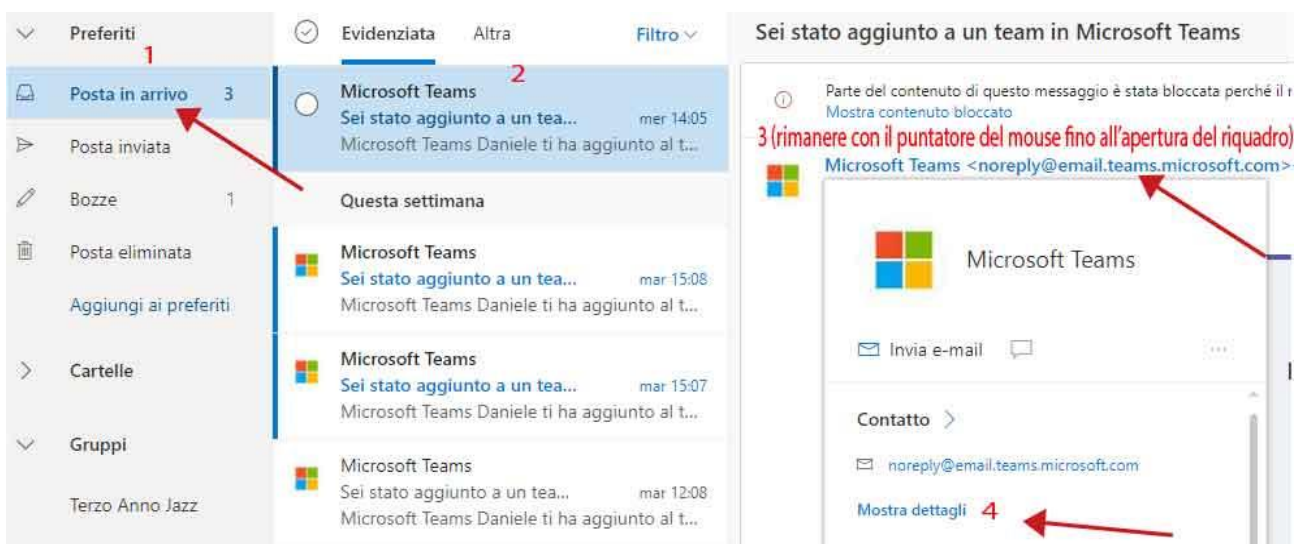 Preferiti
1
Posta in arrivo 3
Posta inviata
Bozze 1
Posta eliminata
Aggiungi ai preferiti
Cartelle
Gruppi
Terzo Anno Jazz
Evidenziata Altra Filtro
2
Microsoft Teams
Sei stato aggiunto a un tea... mer 14:05
Microsoft Teams Daniele ti ha aggiunto al t...
Questa settimana
Microsoft Teams
Sei stato aggiunto a un tea... mar 15:08
Microsoft Teams Daniele ti ha aggiunto al t...
Microsoft Teams
Sei stato aggiunto a un tea... mar 15:07
Microsoft Teams Daniele ti ha aggiunto al t...
Microsoft Teams
Sei stato aggiunto a un tea... mar 12:08
Microsoft Teams Daniele ti ha aggiunto al t...
Sei stato aggiunto a un team in Microsoft Teams
Parte del contenuto di questo messaggio è stata bloccata perché il
Mostra contenuto bloccato
3 (rimanere con il puntatore del mouse fino all'apertura del riquadro)
Microsoft Teams <noreply@email.teams.microsoft.com>
Microsoft Teams
Invia e-mail
Contatto
noreply@email.teams.microsoft.com
Mostra dettagli 4